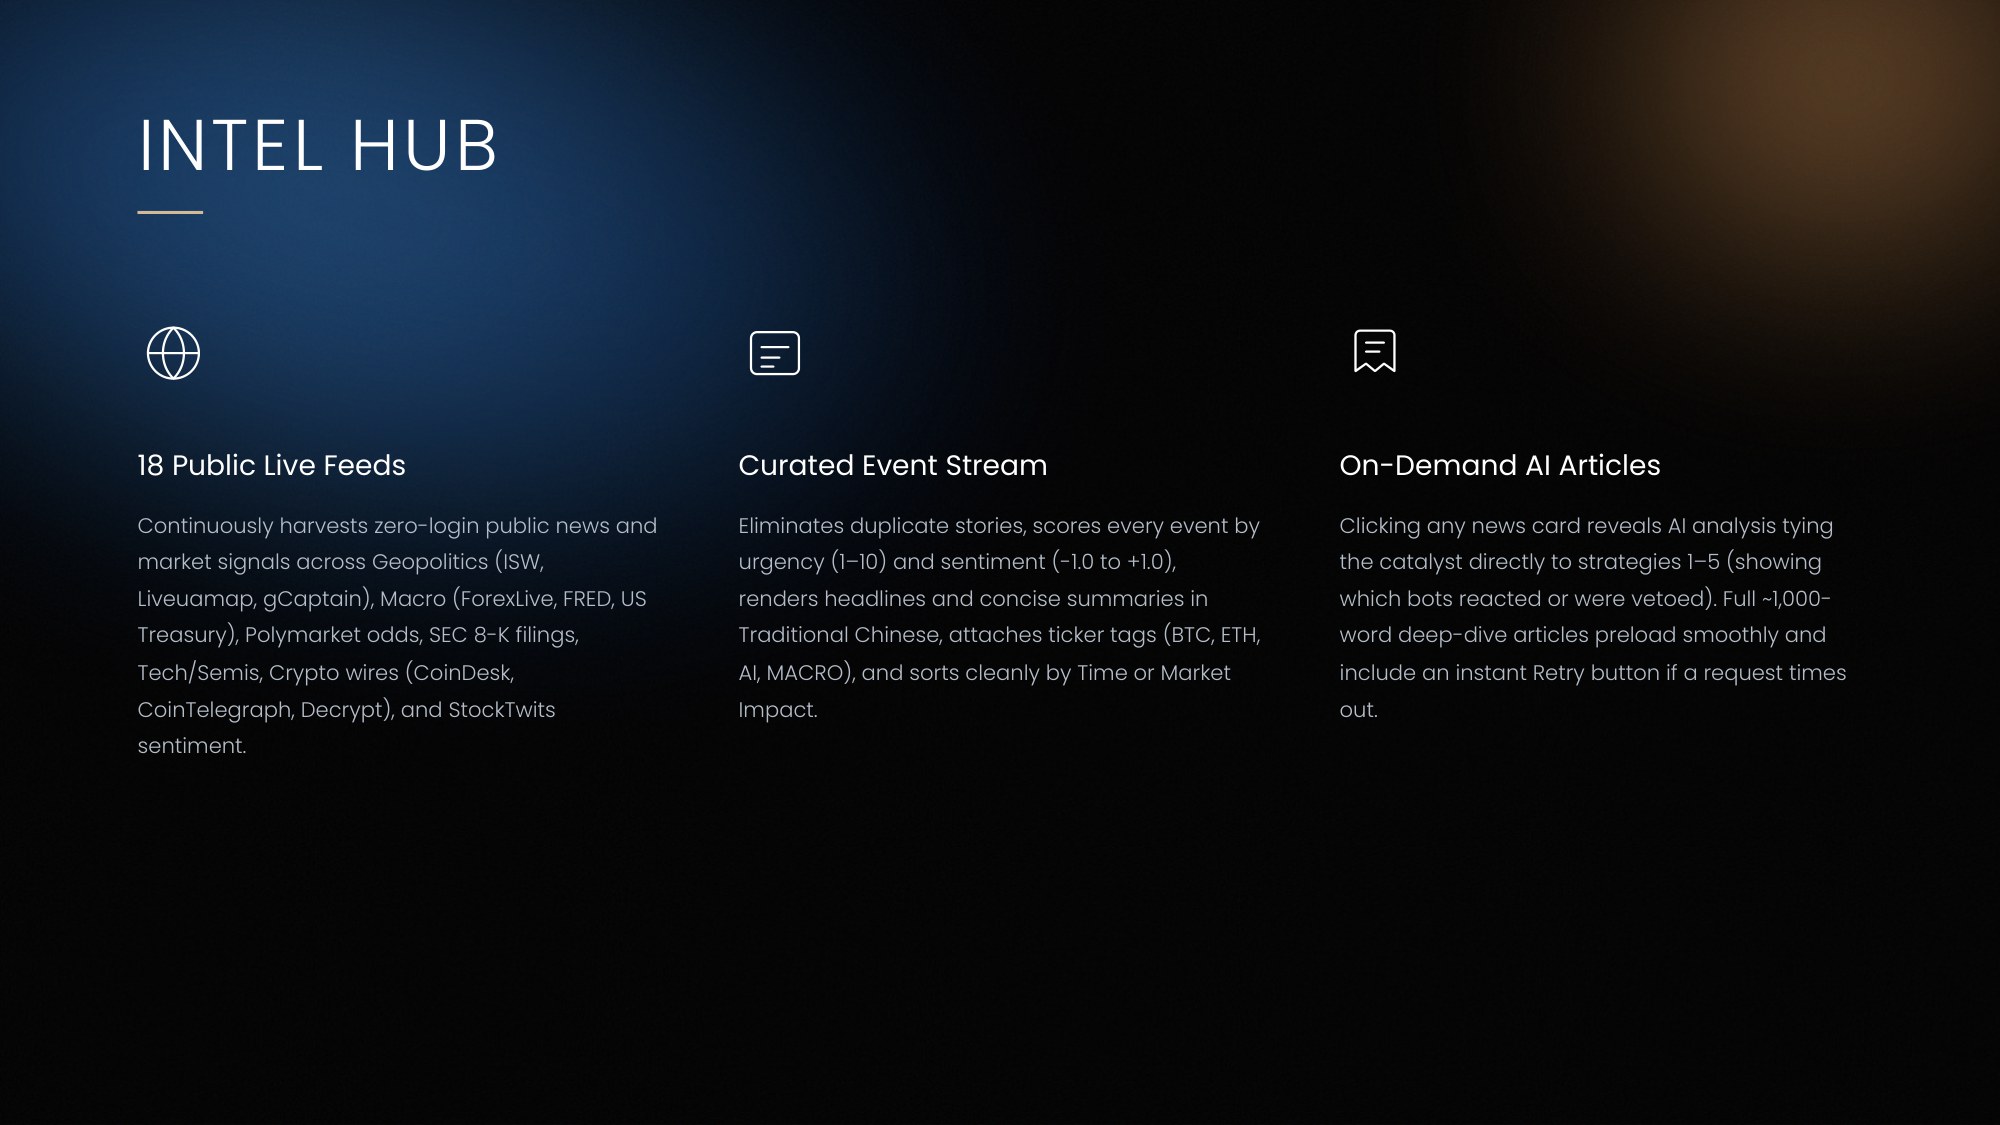 INTEL HUB
18 Public Live Feeds
Continuously harvests zero-login public news and
market signals across Geopolitics (ISW,
Liveuamap, gCaptain), Macro (ForexLive, FRED, US
Treasury), Polymarket odds, SEC 8-K filings,
Tech/Semis, Crypto wires (CoinDesk,
CoinTelegraph, Decrypt), and StockTwits
sentiment.
Curated Event Stream
Eliminates duplicate stories, scores every event by
urgency (1–10) and sentiment (-1.0 to +1.0),
renders headlines and concise summaries in
Traditional Chinese, attaches ticker tags (BTC, ETH,
AI, MACRO), and sorts cleanly by Time or Market
Impact.
On-Demand AI Articles
Clicking any news card reveals AI analysis tying
the catalyst directly to strategies 1–5 (showing
which bots reacted or were vetoed). Full ~1,000-
word deep-dive articles preload smoothly and
include an instant Retry button if a request times
out.